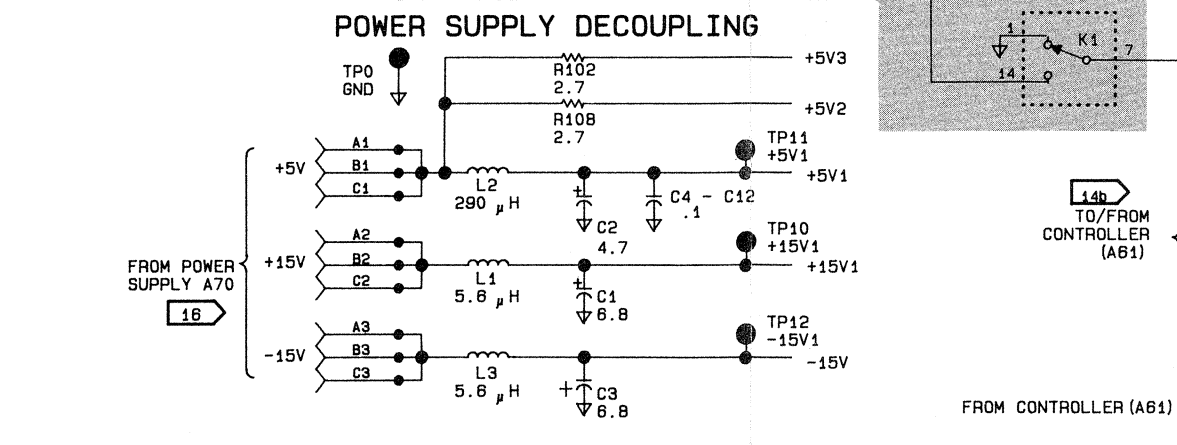 POWER SUPPLY DECOUPLING
TP0
GND
R102
2.7
+5V3
R108
2.7
+5V2
A1
B1
C1
+5V
L2
290 μH
+
C2
4.7
C4 - C12
.1
TP11
+5V1
+5V1
A2
B2
C2
+15V
L1
5.6 μH
+
C1
6.8
TP10
+15V1
+15V1
FROM POWER
SUPPLY A70
16
A3
B3
C3
-15V
L3
5.6 μH
+
C3
6.8
TP12
-15V1
-15V
1
K1
7
14
14b
TO/FROM
CONTROLLER
(A61)
FROM CONTROLLER (A61)